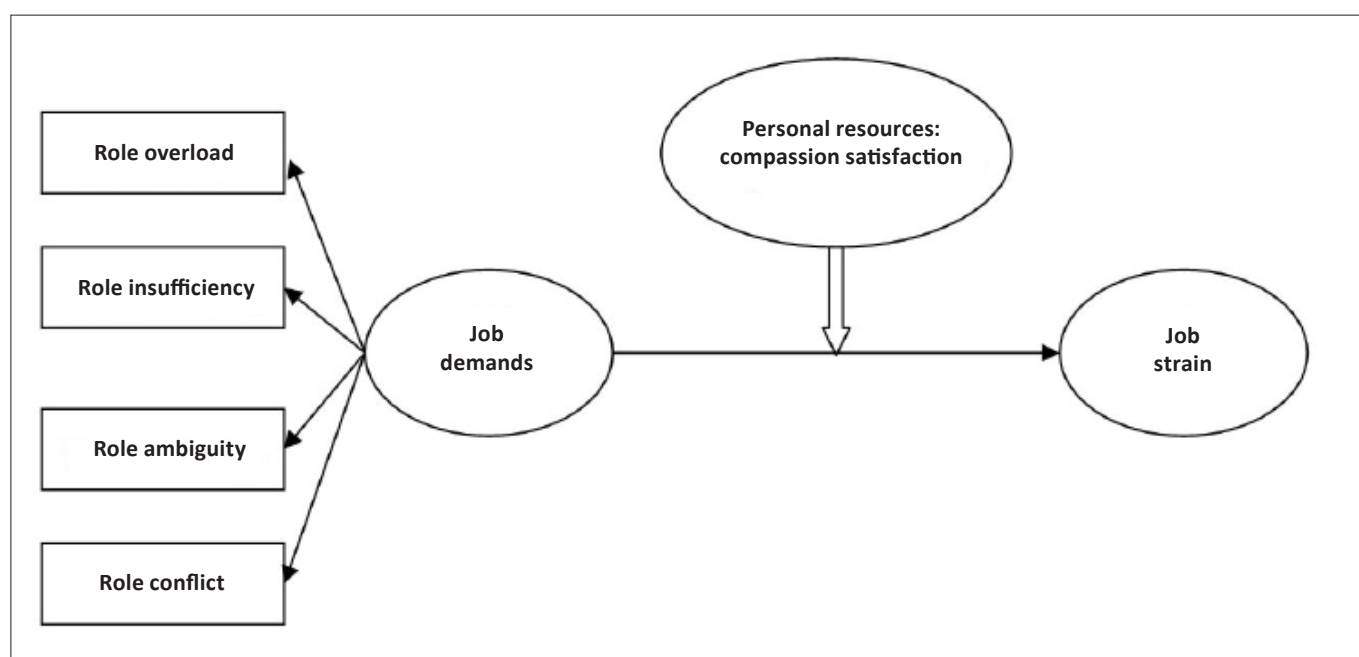 Role overload
Role insufficiency
Role ambiguity
Role conflict
Job
demands
Personal resources:
compassion satisfaction
Job
strain